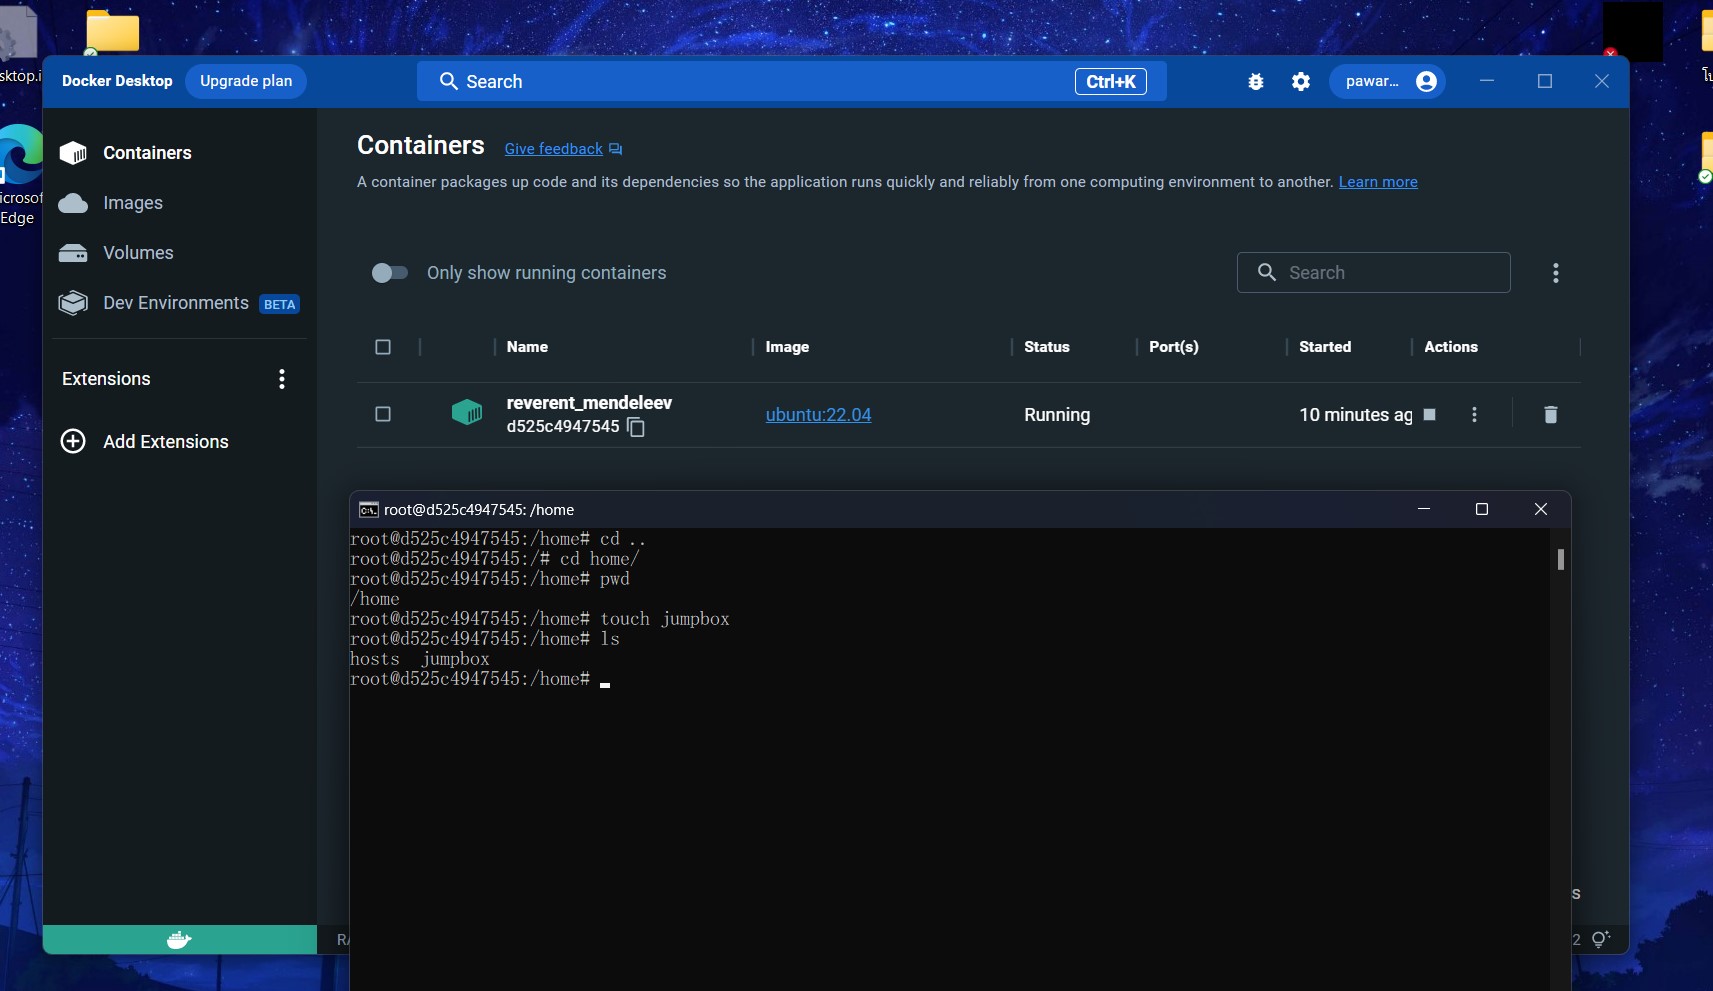 sktop.i
icrosof
Edge
โป
Docker Desktop
Upgrade plan
Search
Ctrl+K
pawar...
Containers
Images
Volumes
Dev Environments BETA
Extensions
Add Extensions
Containers
Give feedback
A container packages up code and its dependencies so the application runs quickly and reliably from one computing environment to another. Learn more
Only show running containers
Search
Name Image Status Port(s) Started Actions
reverent_mendeleev
d525c4947545
ubuntu:22.04
Running
10 minutes ag
root@d525c4947545: /home
root@d525c4947545:/home# cd ..
root@d525c4947545:/# cd home/
root@d525c4947545:/home# pwd
/home
root@d525c4947545:/home# touch jumpbox
root@d525c4947545:/home# ls
hosts  jumpbox
root@d525c4947545:/home#
s
RA
2